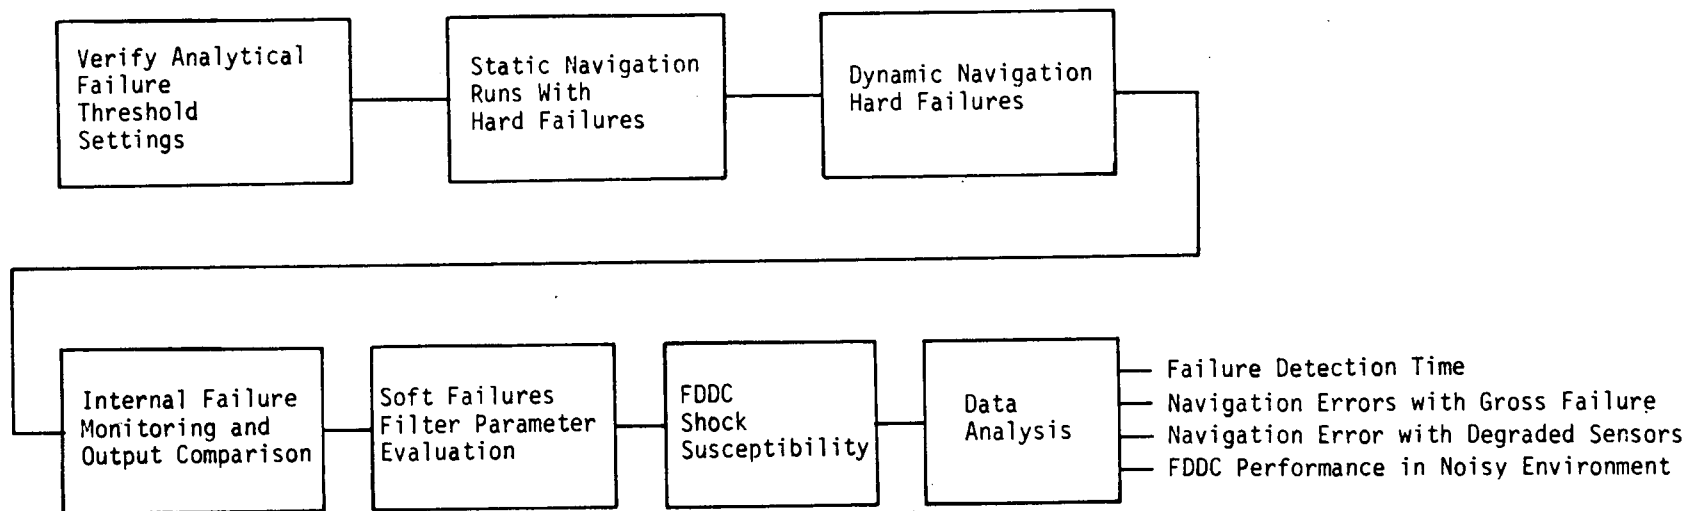 Verify Analytical
Failure
Threshold
Settings
Static Navigation
Runs With
Hard Failures
Dynamic Navigation
Hard Failures
Internal Failure
Monitoring and
Output Comparison
Soft Failures
Filter Parameter
Evaluation
FDDC
Shock
Susceptibility
Data
Analysis
Failure Detection Time
Navigation Errors with Gross Failure
Navigation Error with Degraded Sensors
FDDC Performance in Noisy Environment